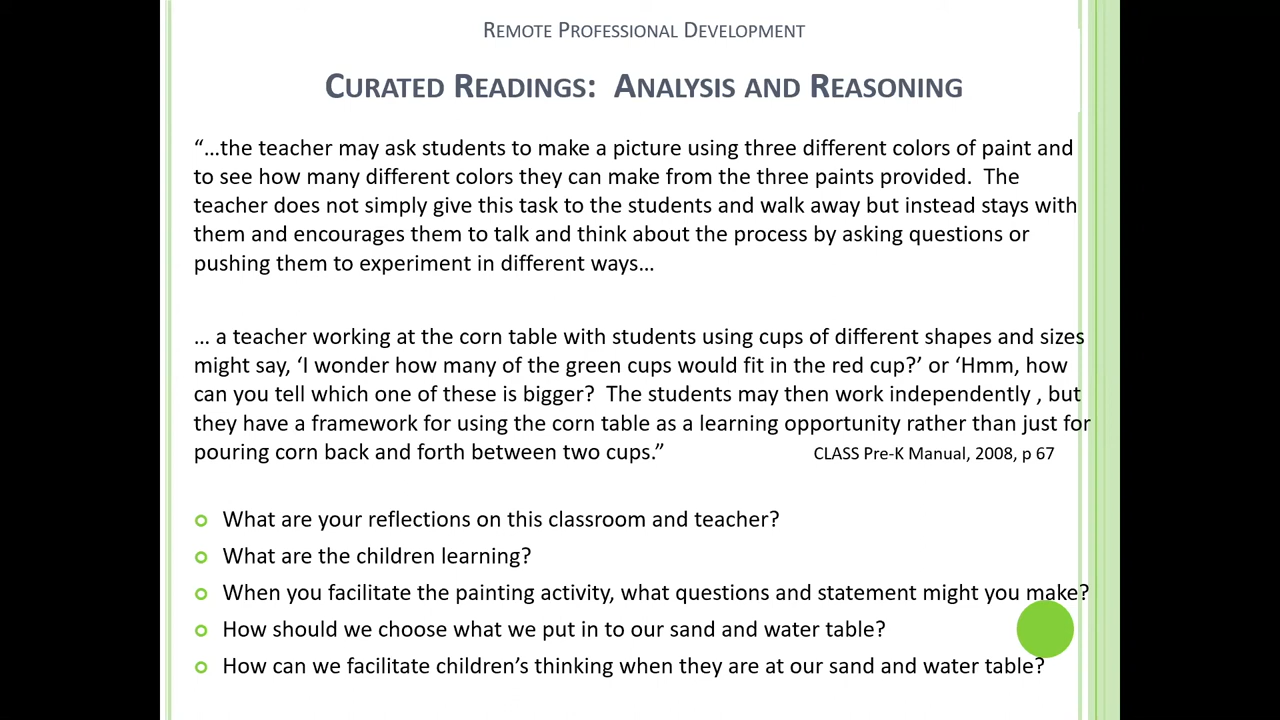 REMOTE PROFESSIONAL DEVELOPMENT
CURATED READINGS: ANALYSIS AND REASONING
“…the teacher may ask students to make a picture using three different colors of paint and
to see how many different colors they can make from the three paints provided. The
teacher does not simply give this task to the students and walk away but instead stays with
them and encourages them to talk and think about the process by asking questions or
pushing them to experiment in different ways…
… a teacher working at the corn table with students using cups of different shapes and sizes
might say, ‘I wonder how many of the green cups would fit in the red cup?’ or ‘Hmm, how
can you tell which one of these is bigger? The students may then work independently , but
they have a framework for using the corn table as a learning opportunity rather than just for
pouring corn back and forth between two cups.” CLASS Pre-K Manual, 2008, p 67
What are your reflections on this classroom and teacher?
What are the children learning?
When you facilitate the painting activity, what questions and statement might you make?
How should we choose what we put in to our sand and water table?
How can we facilitate children’s thinking when they are at our sand and water table?